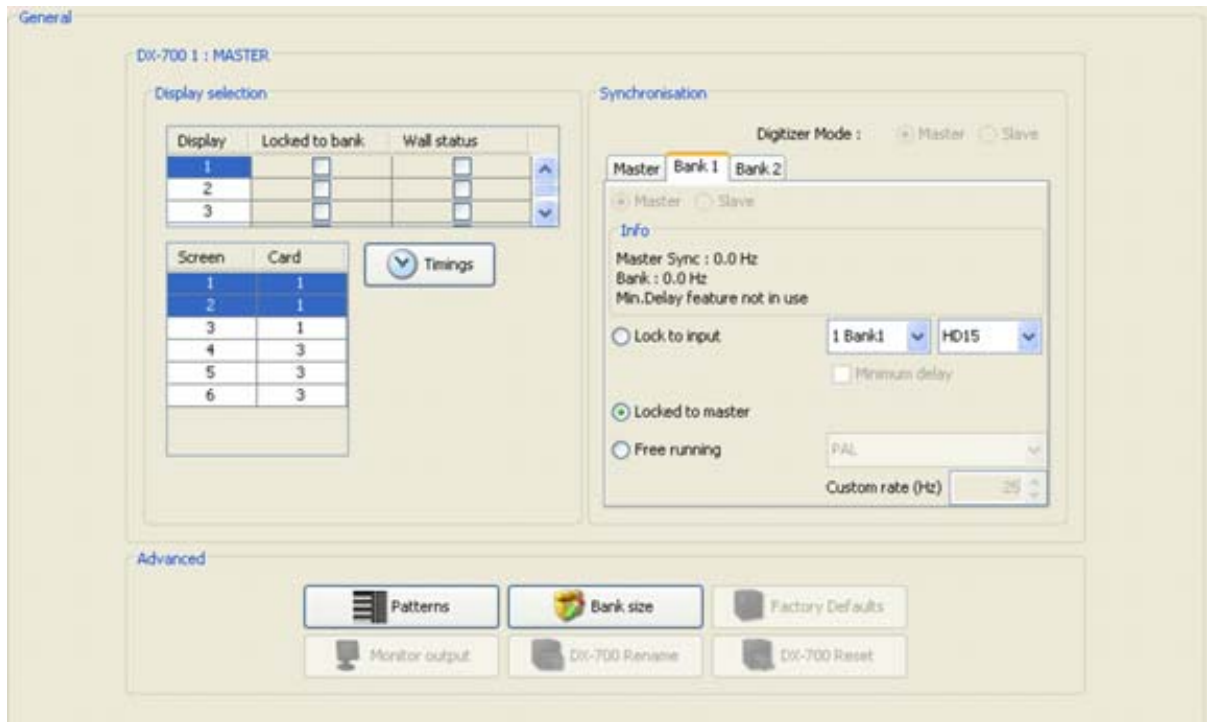 General
DX-700 1 : MASTER
Display selection
Display Locked to bank Wall status
1
2
3
Screen Card
1 1
2 1
3 1
4 3
5 3
6 3
Timings
Synchronisation
Digitizer Mode : Master Slave
Master Bank 1 Bank 2
Master Slave
Info
Master Sync : 0.0 Hz
Bank : 0.0 Hz
Min.Delay feature not in use
Lock to input 1 Bank1 HD15
Minimum delay
Locked to master
Free running PAL
Custom rate (Hz) 25
Advanced
Patterns Bank size Factory Defaults
Monitor output DX-700 Rename DX-700 Reset